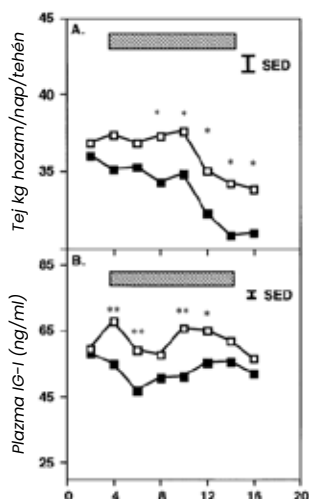 45
A.
SED
* * * * *
35
Tej kg hozam/nap/tehén
85
B.
SED
** ** ** *
65
45
25
Plazma IG-I (ng/ml)
0 4 8 12 16 20